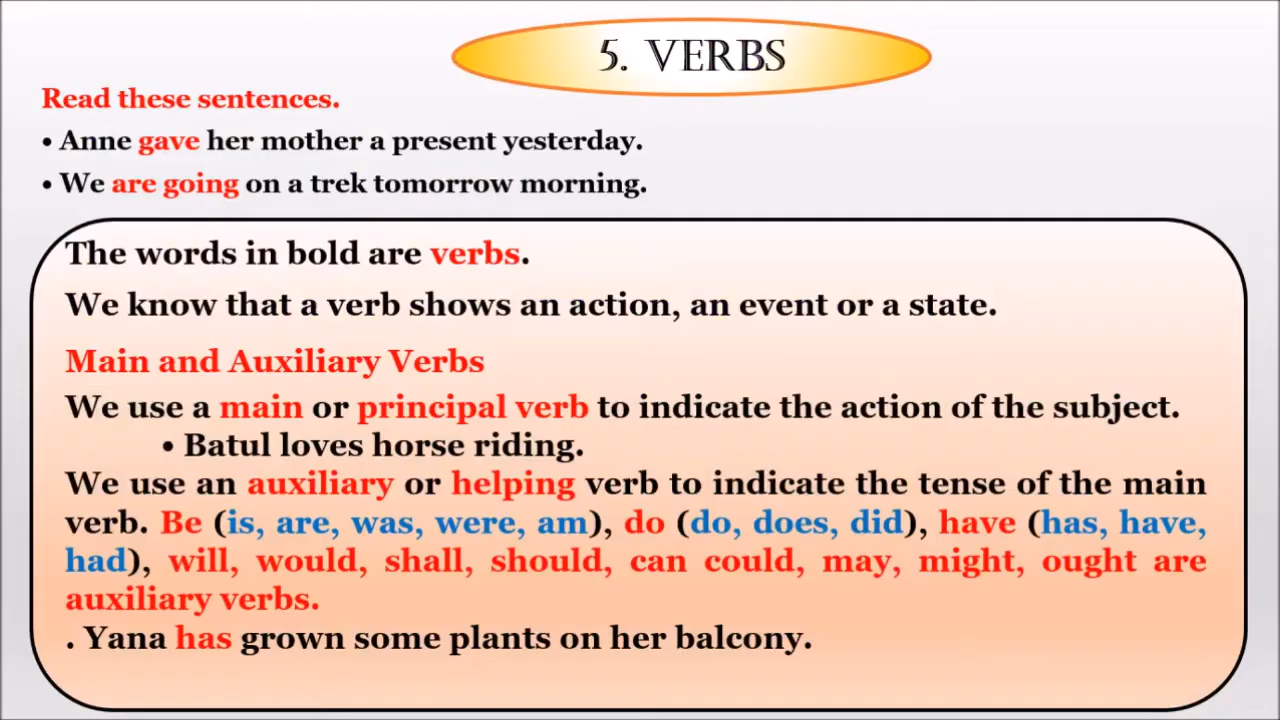 5. VERBS
Read these sentences.
• Anne gave her mother a present yesterday.
• We are going on a trek tomorrow morning.
The words in bold are verbs.
We know that a verb shows an action, an event or a state.
Main and Auxiliary Verbs
We use a main or principal verb to indicate the action of the subject.
• Batul loves horse riding.
We use an auxiliary or helping verb to indicate the tense of the main
verb. Be (is, are, was, were, am), do (do, does, did), have (has, have,
had), will, would, shall, should, can could, may, might, ought are
auxiliary verbs.
. Yana has grown some plants on her balcony.